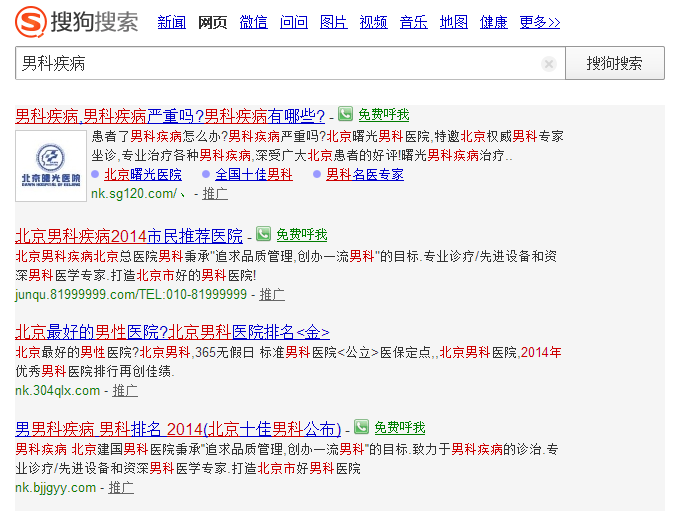 搜狗搜索 新闻 网页 微信 问问 图片 视频 音乐 地图 健康 更多>>
男科疾病 搜狗搜索
男科疾病,男科疾病严重吗?男科疾病有哪些? - 免费呼我
患者了男科疾病怎么办?男科疾病严重吗?北京曙光男科医院,特邀北京权威男科专家
坐诊,专业治疗各种男科疾病,深受广大北京患者的好评!曙光男科疾病治疗..
北京曙光医院
DAWN HOSPITAL OF BEIJING
北京曙光医院 全国十佳男科 男科名医专家
nk.sg120.com/、 - 推广
北京男科疾病2014市民推荐医院 - 免费呼我
北京男科疾病北京总医院男科秉承"追求品质管理,创办一流男科"的目标.专业诊疗/先进设备和资
深男科医学专家.打造北京市好的男科医院!
junqu.81999999.com/TEL:010-81999999 - 推广
北京最好的男性医院?北京男科医院排名<金>
北京最好的男性医院?北京男科,365无假日 标准男科医院<公立>医保定点,,北京男科医院,2014年
优秀男科医院排行再创佳绩.
nk.304qlx.com - 推广
男男科疾病 男科排名 2014(北京十佳男科公布) - 免费呼我
男科疾病 北京建国男科医院秉承"追求品质管理,创办一流男科"的目标.致力于男科疾病的诊治.专
业诊疗/先进设备和资深男科医学专家.打造北京市好男科医院
nk.bjjgyy.com - 推广